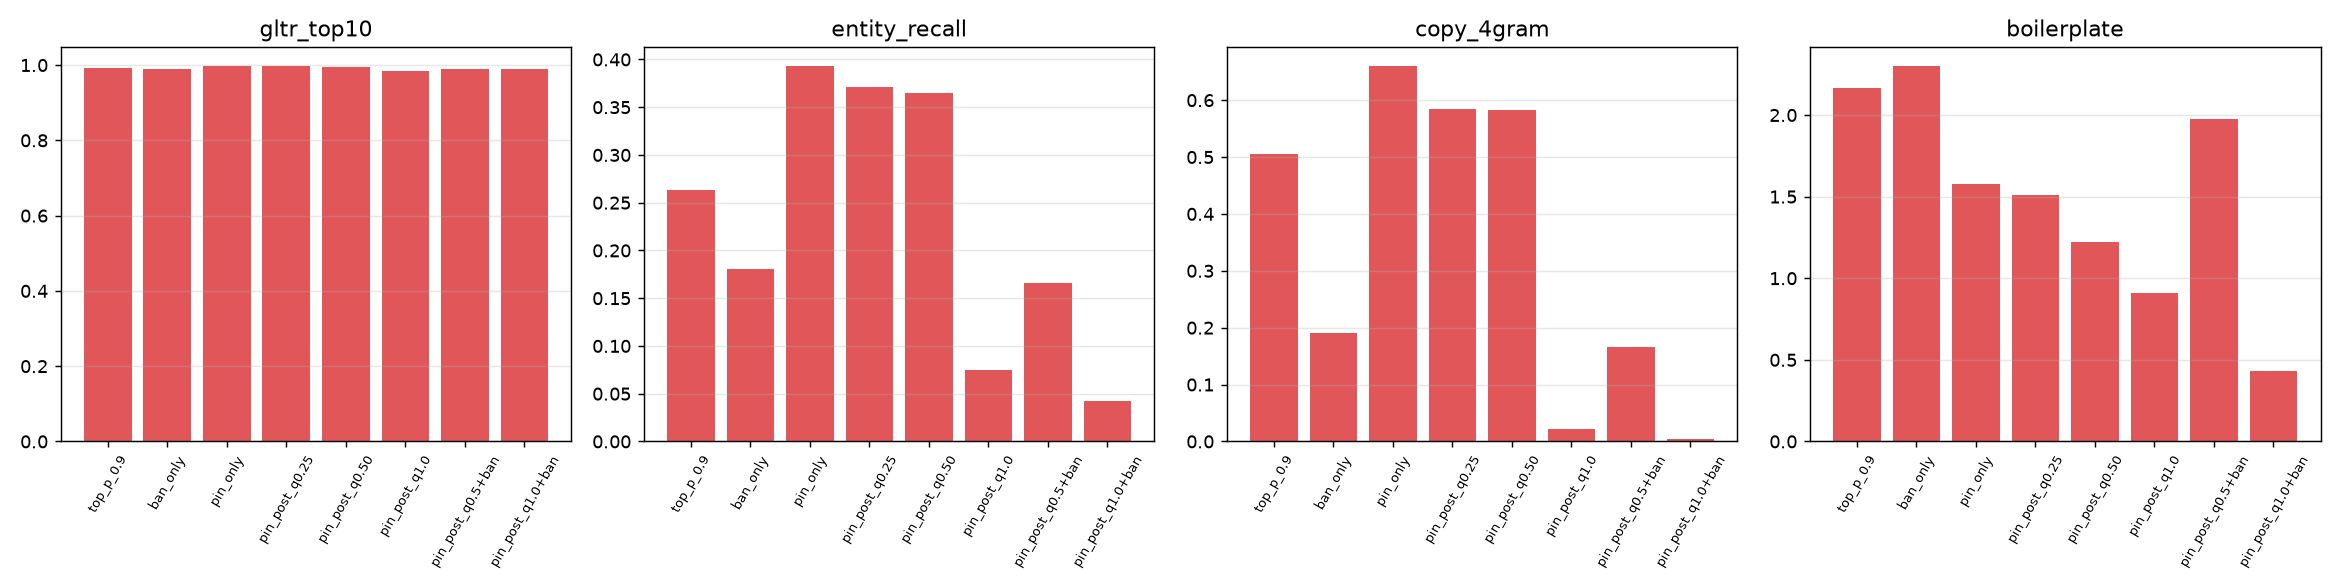 gltr_top10
1.0
0.8
0.6
0.4
0.2
0.0
top_p_0.9
ban_only
pin_only
pin_post_q0.25
pin_post_q0.50
pin_post_q1.0
pin_post_q0.5+ban
pin_post_q1.0+ban
entity_recall
0.40
0.35
0.30
0.25
0.20
0.15
0.10
0.05
0.00
top_p_0.9
ban_only
pin_only
pin_post_q0.25
pin_post_q0.50
pin_post_q1.0
pin_post_q0.5+ban
pin_post_q1.0+ban
copy_4gram
0.6
0.5
0.4
0.3
0.2
0.1
0.0
top_p_0.9
ban_only
pin_only
pin_post_q0.25
pin_post_q0.50
pin_post_q1.0
pin_post_q0.5+ban
pin_post_q1.0+ban
boilerplate
2.0
1.5
1.0
0.5
0.0
top_p_0.9
ban_only
pin_only
pin_post_q0.25
pin_post_q0.50
pin_post_q1.0
pin_post_q0.5+ban
pin_post_q1.0+ban